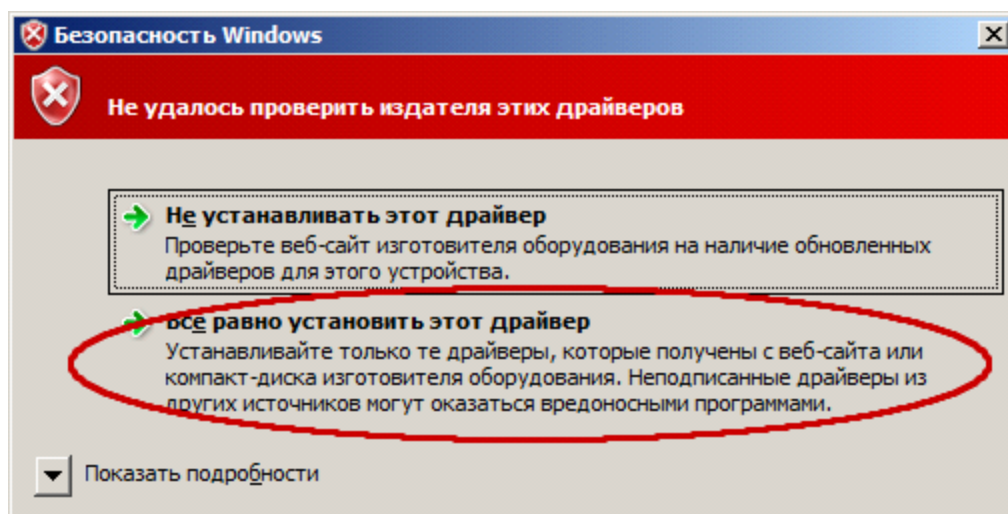 Безопасность Windows
Не удалось проверить издателя этих драйверов
Не устанавливать этот драйвер
Проверьте веб-сайт изготовителя оборудования на наличие обновленных
драйверов для этого устройства.
Все равно установить этот драйвер
Устанавливайте только те драйверы, которые получены с веб-сайта или
компакт-диска изготовителя оборудования. Неподписанные драйверы из
других источников могут оказаться вредоносными программами.
Показать подробности